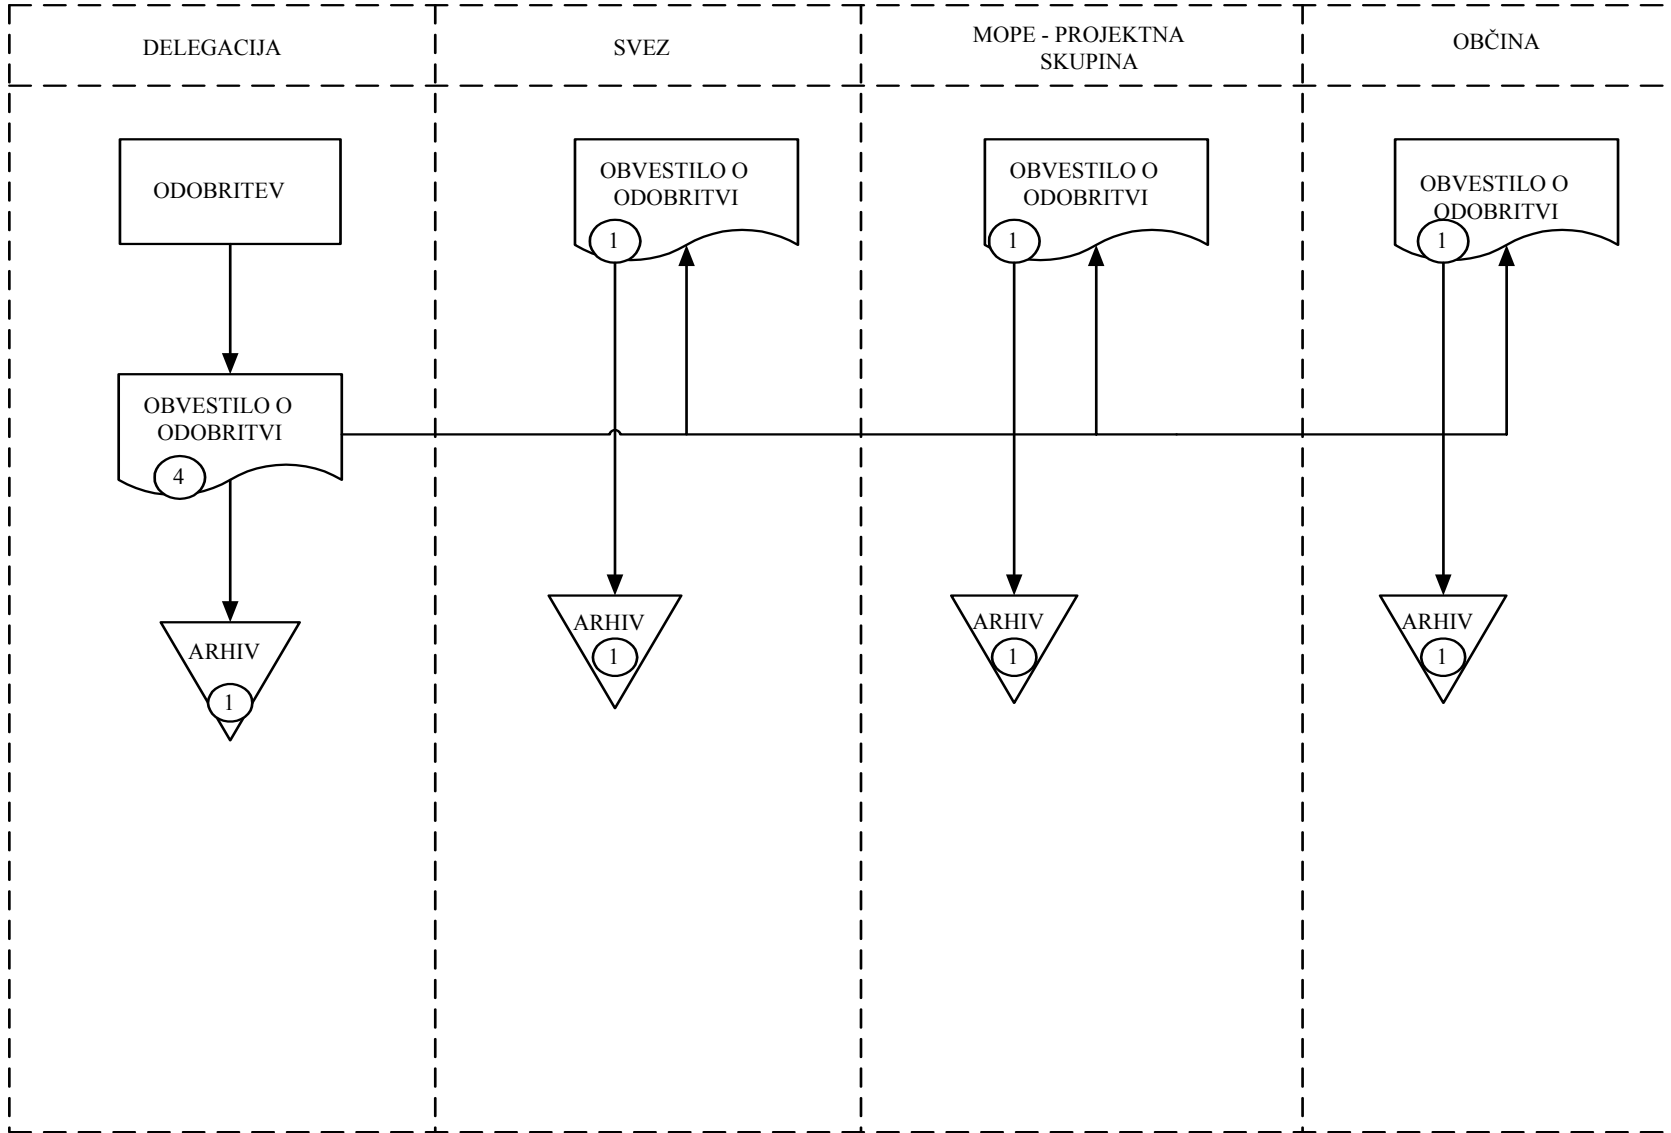 DELEGACIJA
SVEZ
MOPE - PROJEKTNA
SKUPINA
OBČINA
ODOBRITEV
OBVESTILO O
ODOBRITVI
1
OBVESTILO O
ODOBRITVI
1
OBVESTILO O
ODOBRITVI
1
OBVESTILO O
ODOBRITVI
4
ARHIV
1
ARHIV
1
ARHIV
1
ARHIV
1